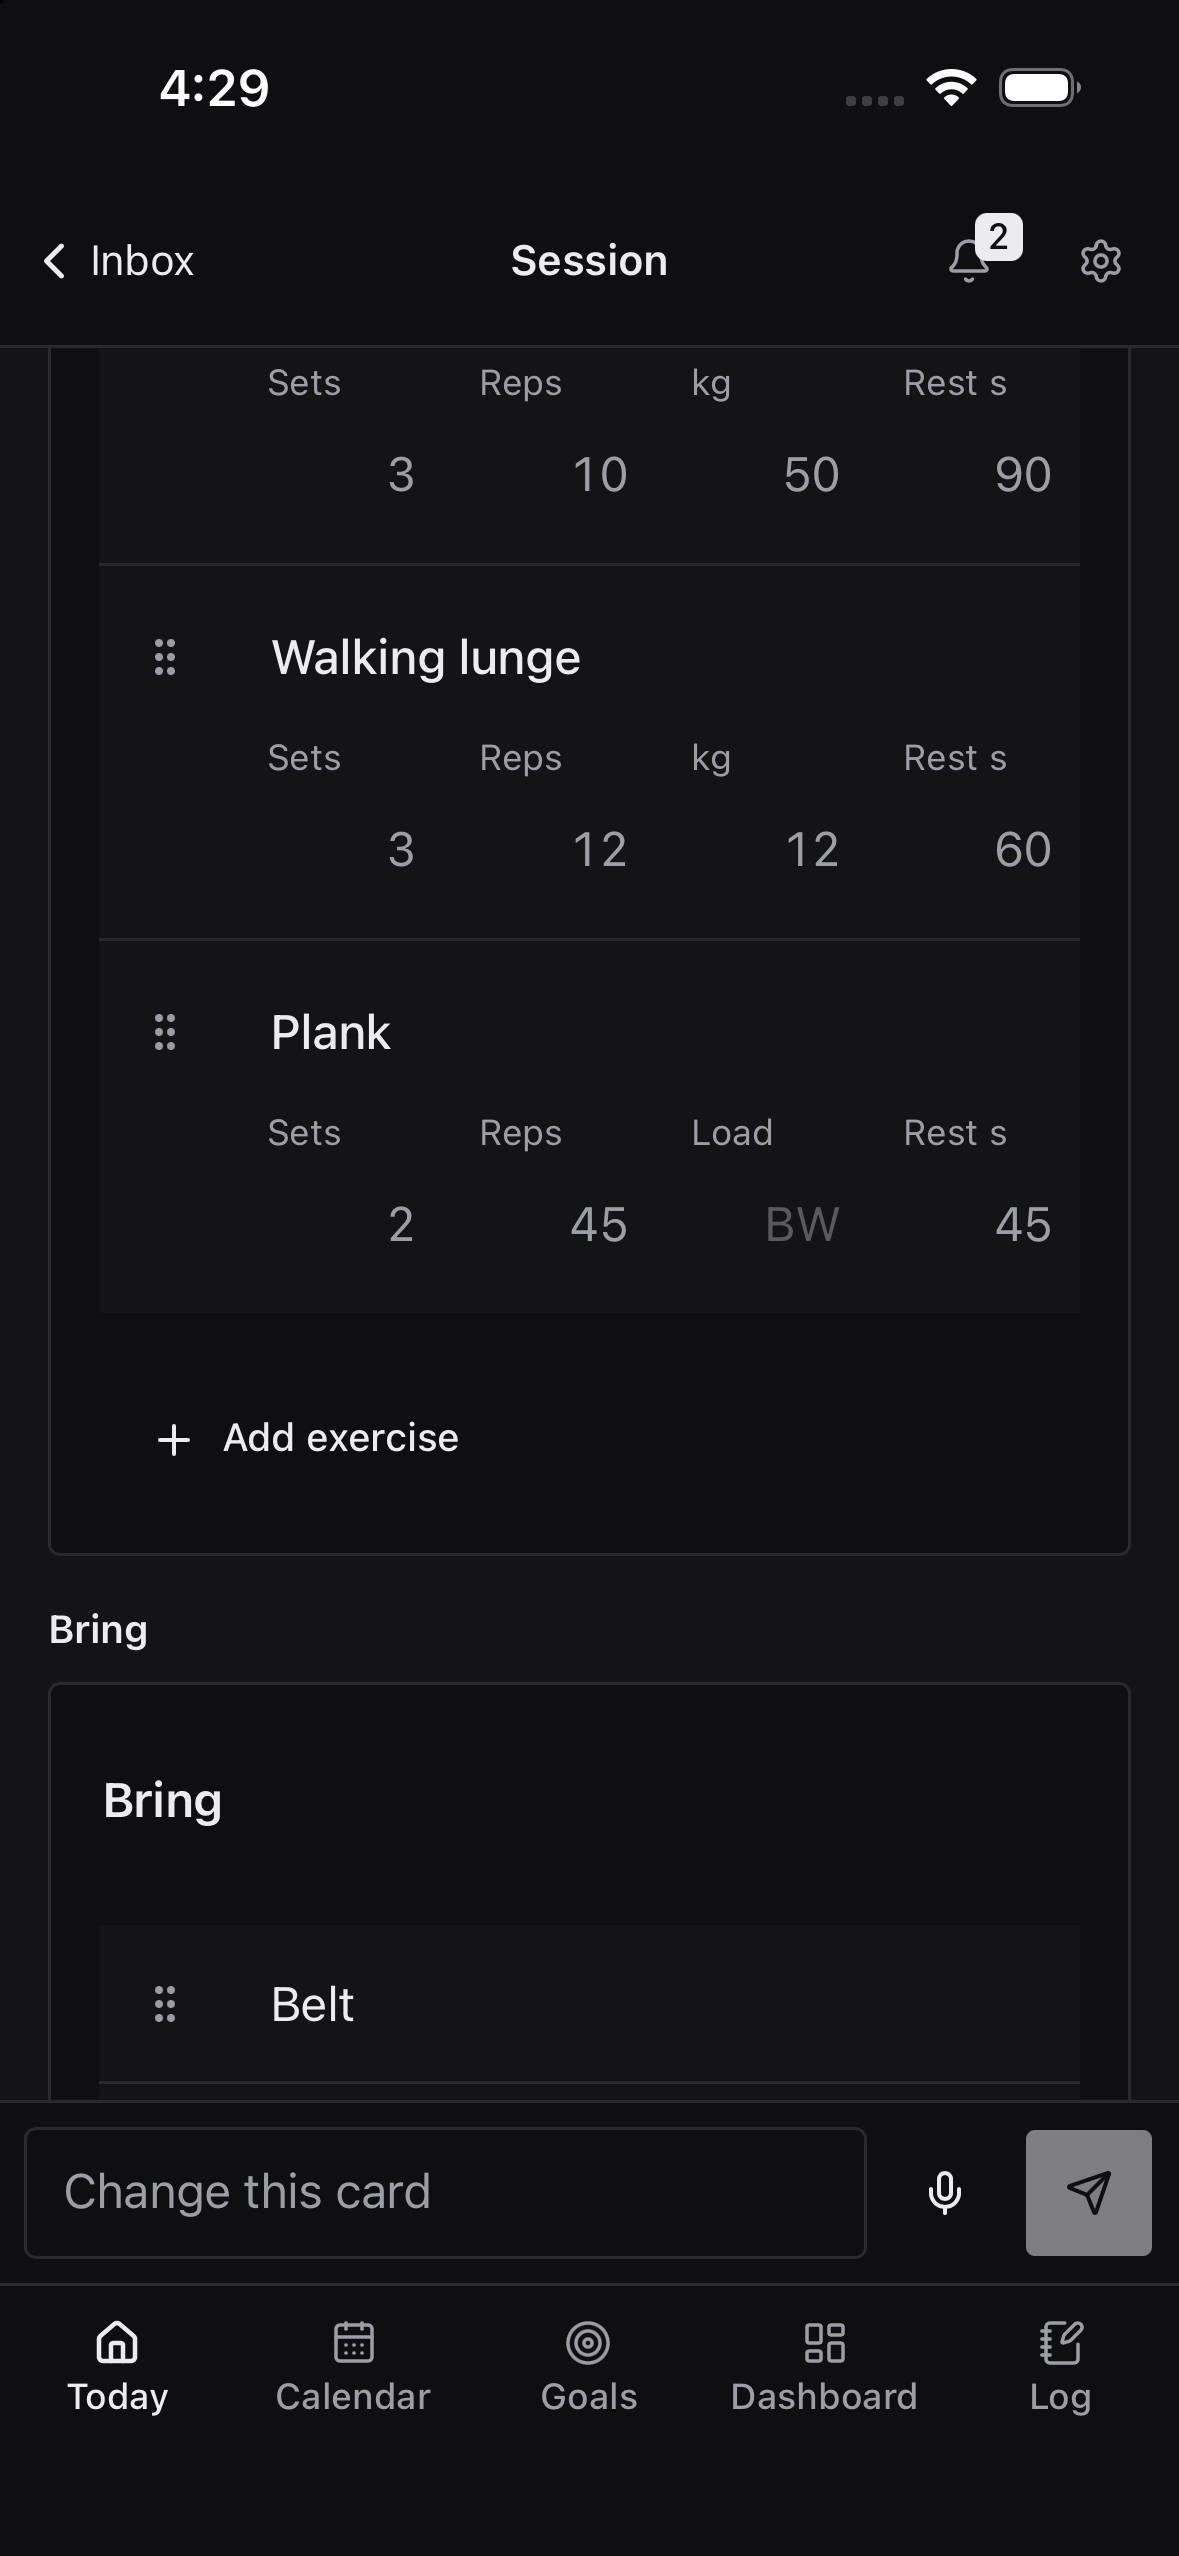 4:29
Inbox
Session
2
Sets Reps kg Rest s
3 10 50 90
Walking lunge
Sets Reps kg Rest s
3 12 12 60
Plank
Sets Reps Load Rest s
2 45 BW 45
Add exercise
Bring
Bring
Belt
Change this card
Today Calendar Goals Dashboard Log